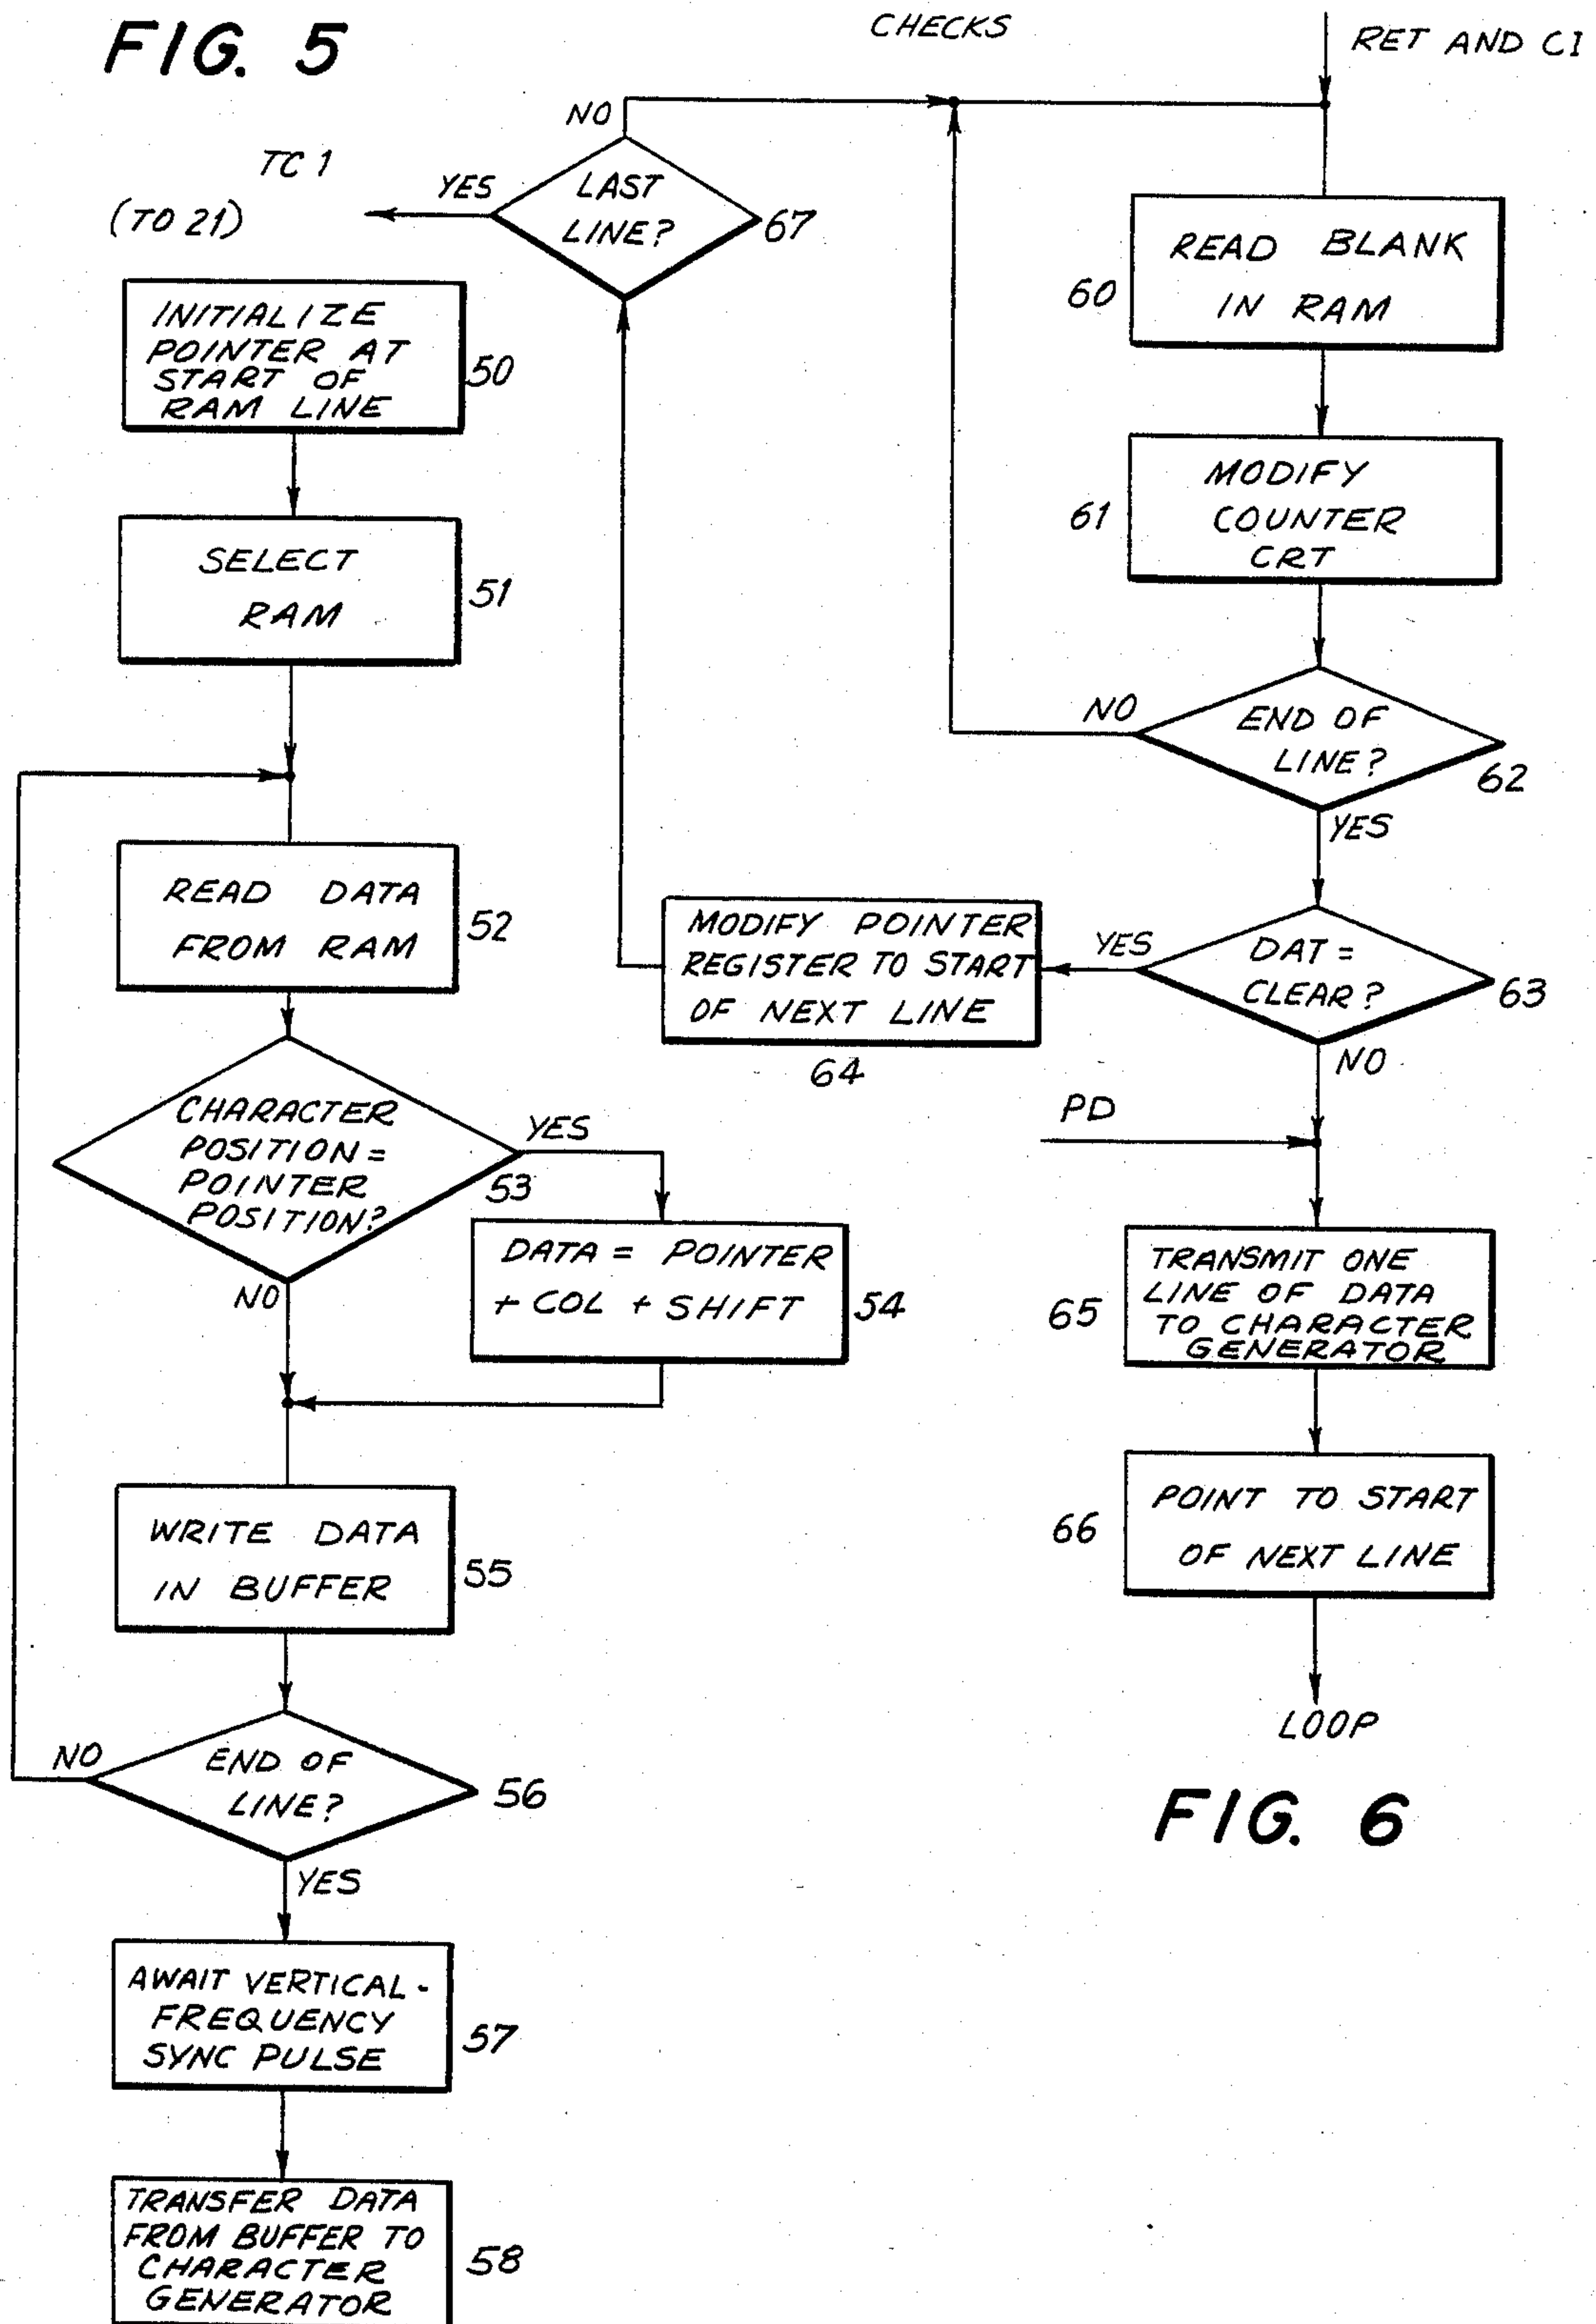 FIG. 5
CHECKS
RET AND CI
NO
TC 1
(TO 21)
YES
LAST
LINE?
67
INITIALIZE
POINTER AT
START OF
RAM LINE
50
SELECT
RAM
51
READ DATA
FROM RAM
52
CHARACTER
POSITION =
POINTER
POSITION?
YES
53
NO
DATA = POINTER
+ COL + SHIFT
54
WRITE DATA
IN BUFFER
55
NO
END OF
LINE?
56
YES
AWAIT VERTICAL-
FREQUENCY
SYNC PULSE
57
TRANSFER DATA
FROM BUFFER TO
CHARACTER
GENERATOR
58
READ BLANK
IN RAM
60
MODIFY
COUNTER
CRT
61
NO
END OF
LINE?
62
YES
DAT =
CLEAR?
63
YES
MODIFY POINTER
REGISTER TO START
OF NEXT LINE
64
NO
PD
TRANSMIT ONE
LINE OF DATA
TO CHARACTER
GENERATOR
65
POINT TO START
OF NEXT LINE
66
LOOP
FIG. 6